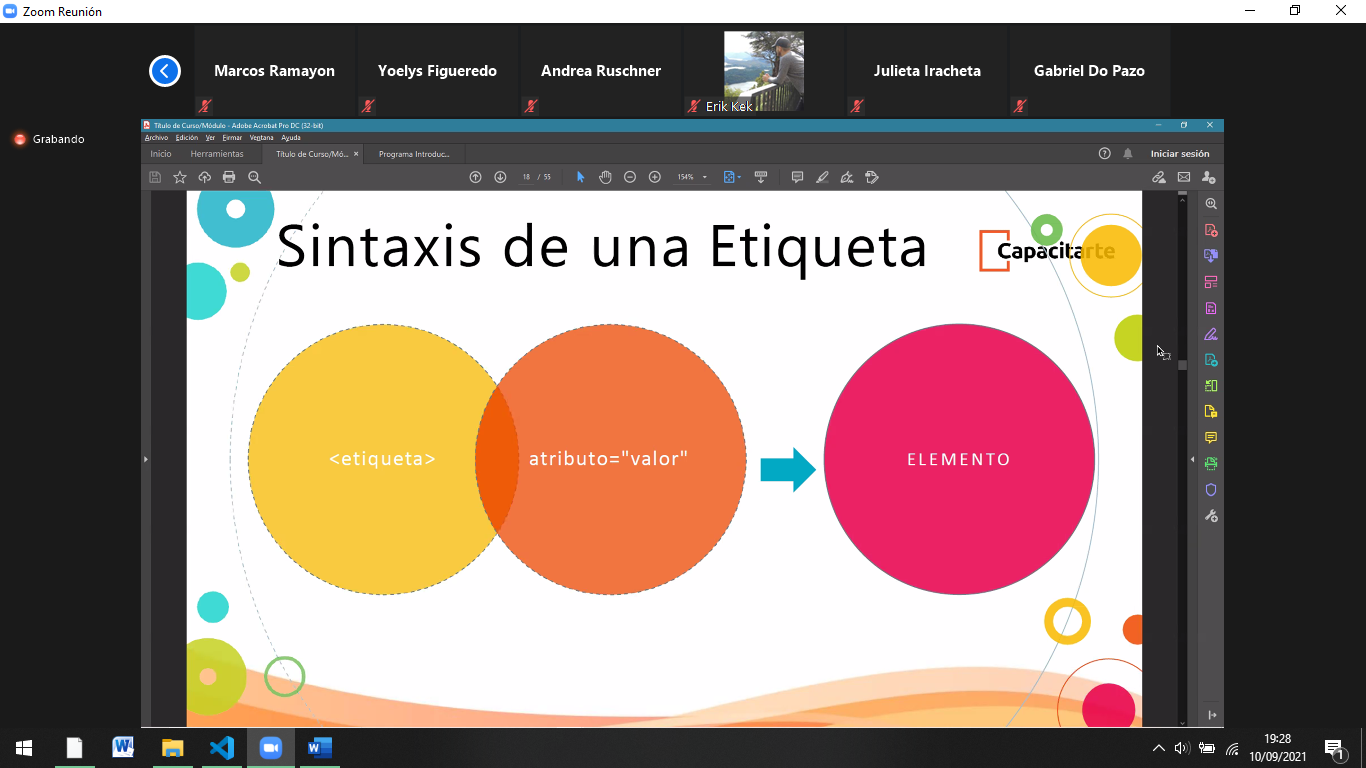 Zoom Reunión
Marcos Ramayon
Yoelys Figueredo
Andrea Ruschner
Erik Kek
Julieta Iracheta
Gabriel Do Pazo
Grabando
Título de Curso/Módulo - Adobe Acrobat Pro DC (32-bit)
Archivo Edición Ver Firmar Ventana Ayuda
Inicio Herramientas Título de Curso/Mó... × Programa Introduc... Iniciar sesión
18 / 55 154%
Sintaxis de una Etiqueta
Capacitarte
<etiqueta>
atributo="valor"
ELEMENTO
19:28
10/09/2021
1